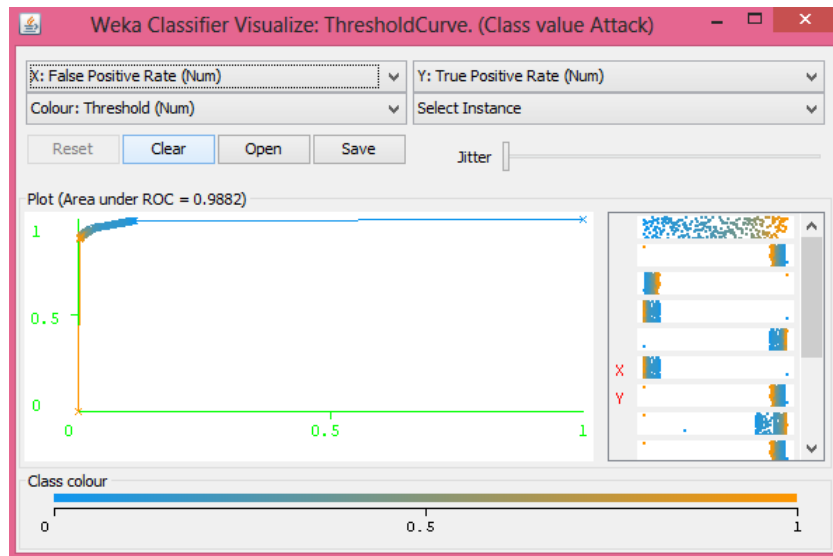 Weka Classifier Visualize: ThresholdCurve. (Class value Attack)
X: False Positive Rate (Num)
Y: True Positive Rate (Num)
Colour: Threshold (Num)
Select Instance
Reset
Clear
Open
Save
Jitter
Plot (Area under ROC = 0.9882)
1
0.5
0
0
0.5
1
X
Y
Class colour
0
0.5
1